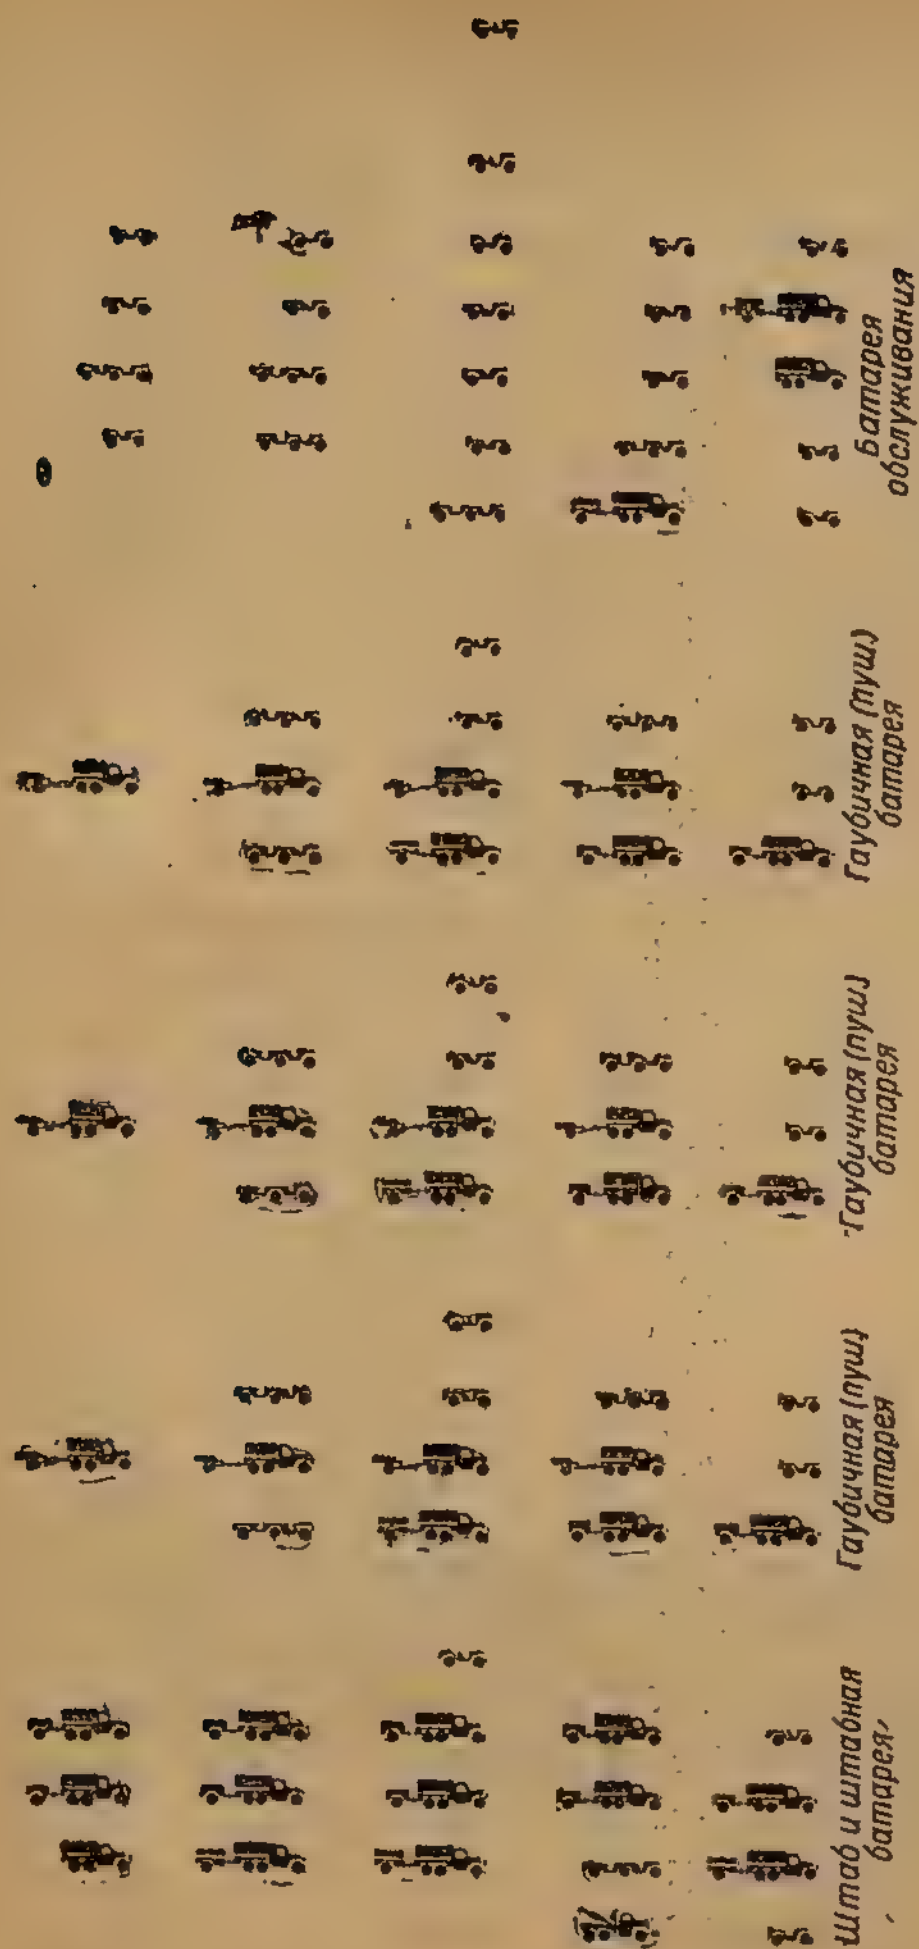 Батарея
обслуживания
Гаубичная (пуш)
батарея
Гаубичная (пуш)
батарея
Гаубичная (пуш)
батарея
Штаб и штабная
батарея